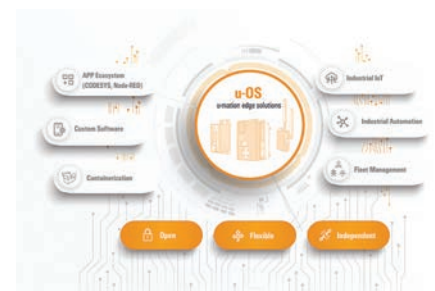 APP Ecosystem
(CODESYS, Node-RED)
Custom Software
Containerization
u-OS
u-mation edge solutions
Industrial IoT
Industrial Automation
Fleet Management
Open
Flexible
Independent